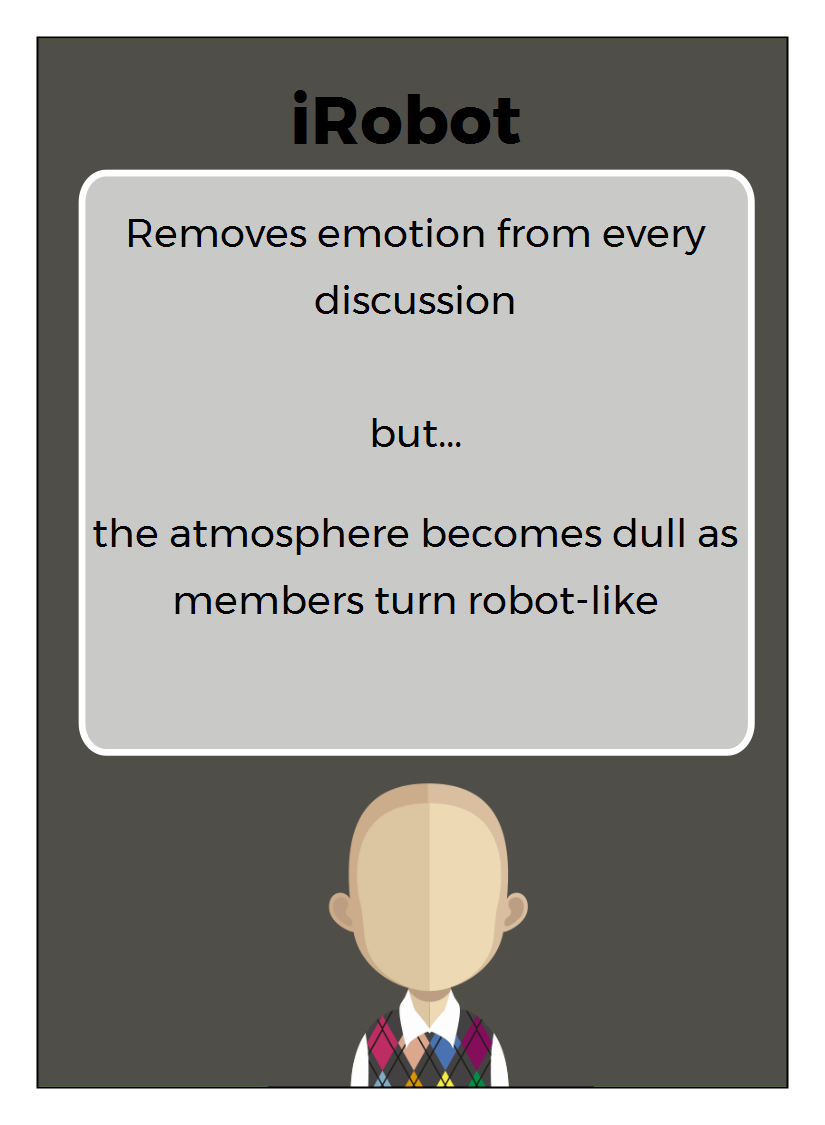 iRobot
Removes emotion from every
discussion
but...
the atmosphere becomes dull as
members turn robot-like